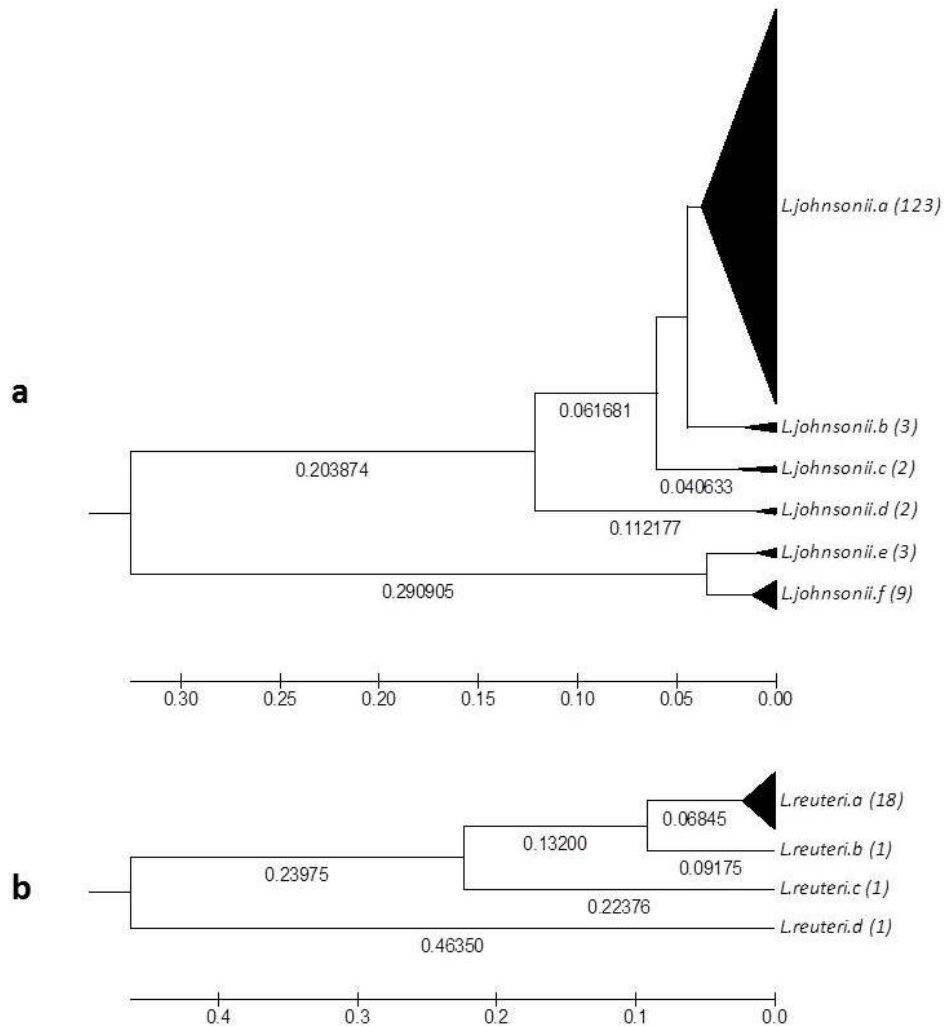 L.johnsonii.a (123)
a
0.061681
L.johnsonii.b (3)
0.203874
L.johnsonii.c (2)
0.040633
L.johnsonii.d (2)
0.112177
L.johnsonii.e (3)
0.290905
L.johnsonii.f (9)
0.30 0.25 0.20 0.15 0.10 0.05 0.00
L.reuteri.a (18)
0.06845
0.13200
L.reuteri.b (1)
0.09175
0.23975
b
L.reuteri.c (1)
0.22376
L.reuteri.d (1)
0.46350
0.4 0.3 0.2 0.1 0.0